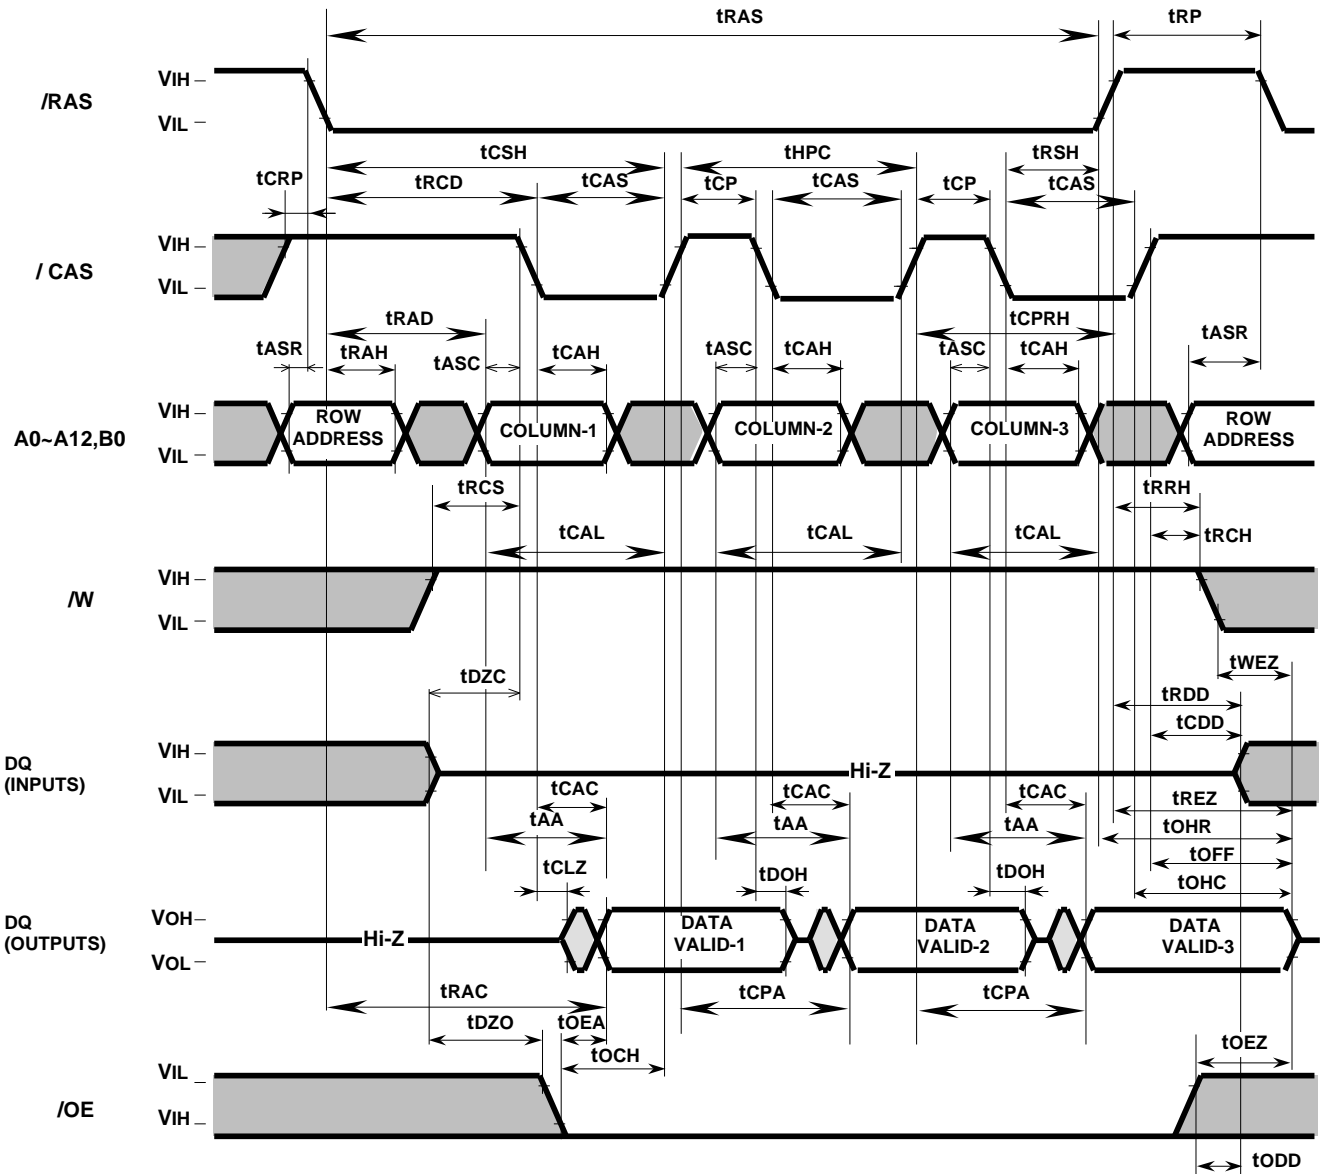 tRAS
tRP
VIH
/RAS
VIL
tCSH
tHPC
tRSH
tCRP
tRCD
tCAS
tCP
tCAS
tCP
tCAS
VIH
/ CAS
VIL
tRAD
tCPRH
tASR
tASR
tRAH
tASC
tCAH
tASC
tCAH
tASC
tCAH
VIH
A0~A12,B0
VIL
ROW
ADDRESS
COLUMN-1
COLUMN-2
COLUMN-3
ROW
ADDRESS
tRCS
tRRH
tCAL
tCAL
tCAL
tRCH
VIH
/W
VIL
tWEZ
tDZC
tRDD
tCDD
DQ
(INPUTS)
VIH
VIL
Hi-Z
tCAC
tCAC
tCAC
tREZ
tAA
tAA
tAA
tOHR
tOFF
tCLZ
tDOH
tDOH
tOHC
DQ
(OUTPUTS)
VOH
VOL
Hi-Z
DATA
VALID-1
DATA
VALID-2
DATA
VALID-3
tRAC
tCPA
tCPA
tDZO
tOEA
tOCH
tOEZ
VIL
/OE
VIH
tODD